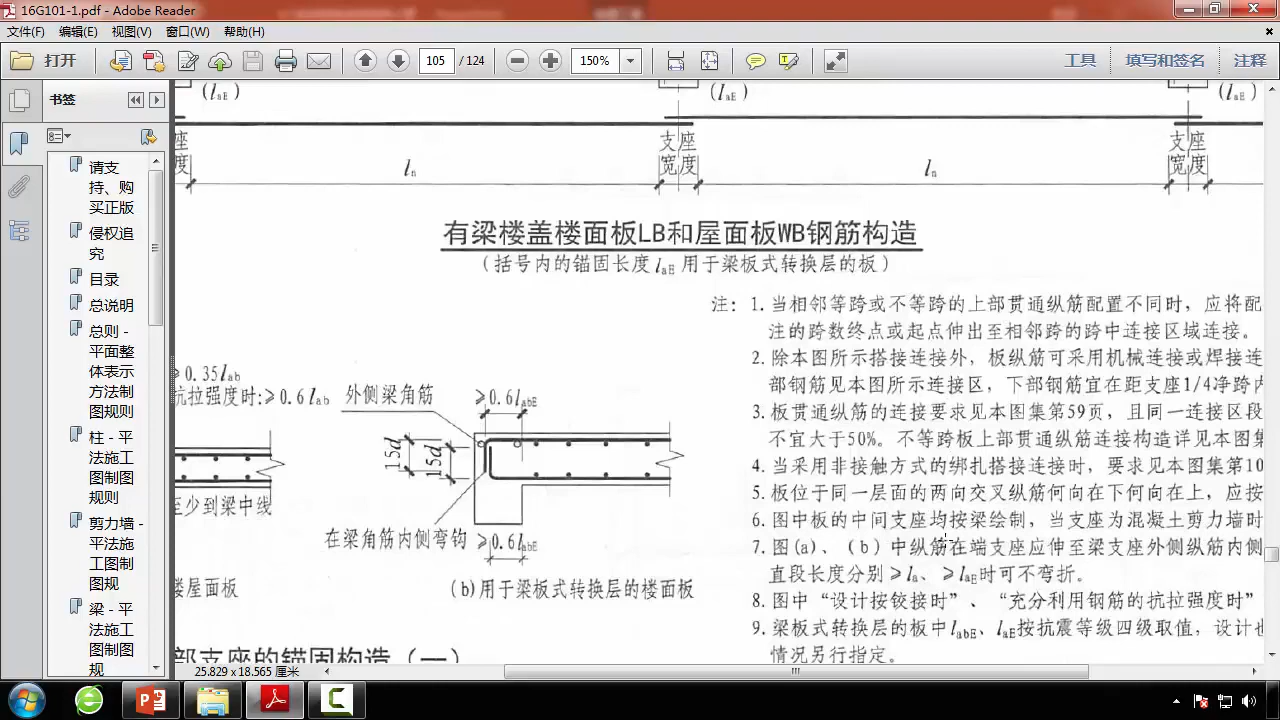 16G101-1.pdf - Adobe Reader
文件(F) 编辑(E) 视图(V) 窗口(W) 帮助(H)
打开
105 / 124
150%
工具 填写和签名 注释
书签
请支
持、购
买正版
侵权追
究
目录
总说明
总则 -
平面整
体表示
方法制
图规则
柱 - 平
法施工
图制图
规则
剪力墙 -
平法施
工图制
图规
梁 - 平
法施工
图制图
规
(laE) (laE) (laE)
座 支座 支座
度 宽度 宽度
ln ln
有梁楼盖楼面板LB和屋面板WB钢筋构造
(括号内的锚固长度 laE 用于梁板式转换层的板)
≥0.35lab
抗拉强度时:≥0.6lab
至少到梁中线
楼屋面板
外侧梁角筋 ≥0.6labE
15d 15d
在梁角筋内侧弯钩 ≥0.6labE
(b)用于梁板式转换层的楼面板
部支座的锚固构造(一)
注: 1. 当相邻等跨或不等跨的上部贯通纵筋配置不同时，应将配
注的跨数终点或起点伸出至相邻跨的跨中连接区域连接。
2. 除本图所示搭接连接外，板纵筋可采用机械连接或焊接连
部钢筋见本图所示连接区，下部钢筋宜在距支座1/4净跨内
3. 板贯通纵筋的连接要求见本图集第59页，且同一连接区段
不宜大于50%。不等跨板上部贯通纵筋连接构造详见本图集
4. 当采用非接触方式的绑扎搭接连接时，要求见本图集第10
5. 板位于同一层面的两向交叉纵筋何向在下何向在上，应按
6. 图中板的中间支座均按梁绘制，当支座为混凝土剪力墙时
7. 图(a)、(b)中纵筋在端支座应伸至梁支座外侧纵筋内侧
直段长度分别≥la、≥laE时可不弯折。
8. 图中“设计按铰接时”、“充分利用钢筋的抗拉强度时”
9. 梁板式转换层的板中labE、laE按抗震等级四级取值，设计也
情况另行指定。
25.829 x 18.565 厘米